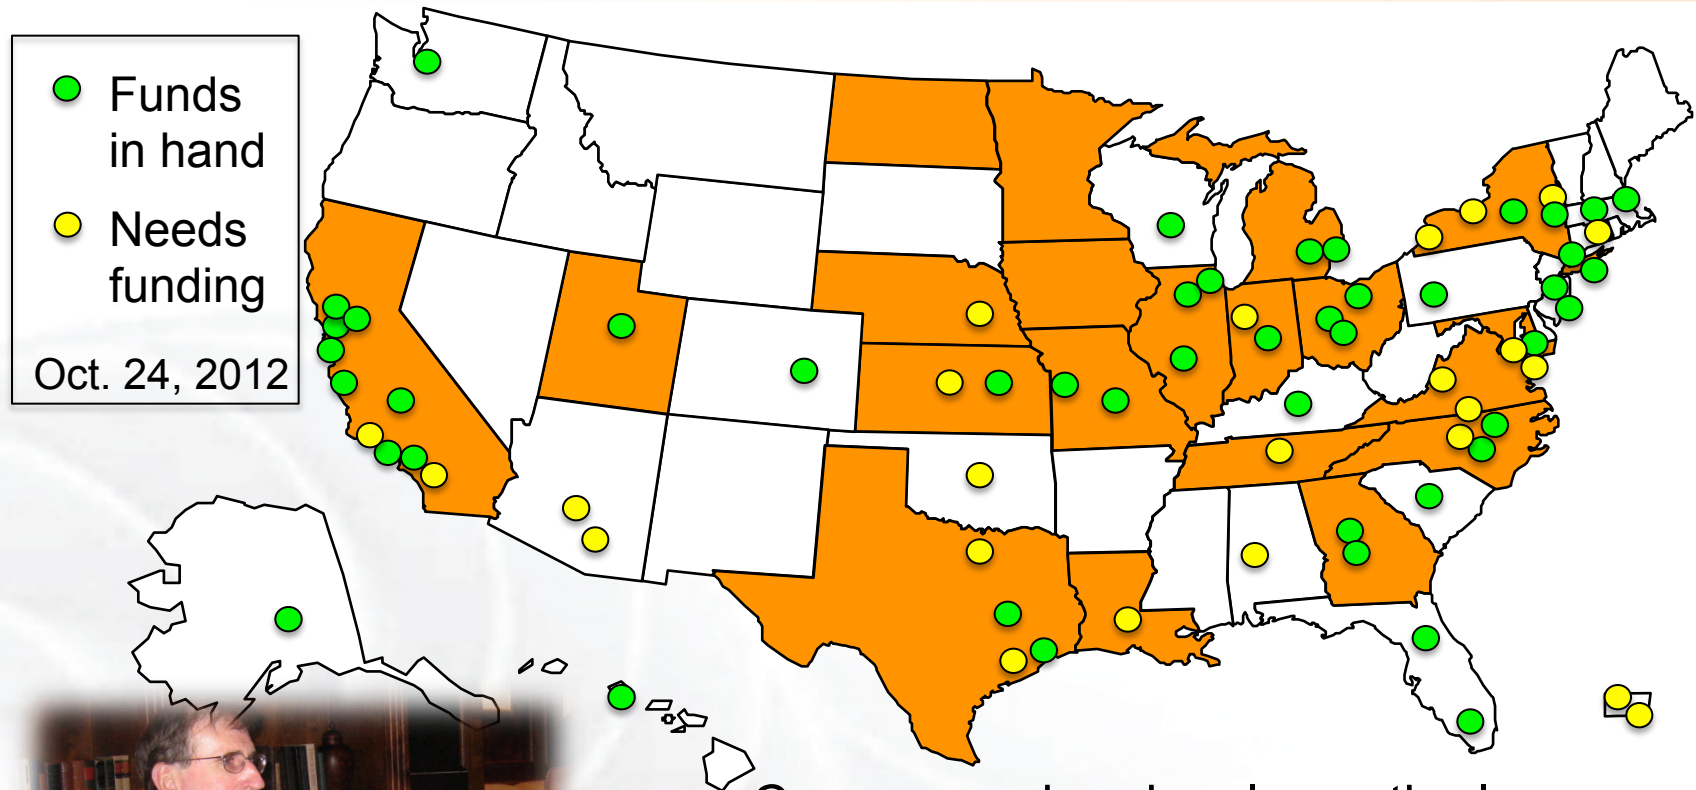 Funds
in hand
Needs
funding
Oct. 24, 2012